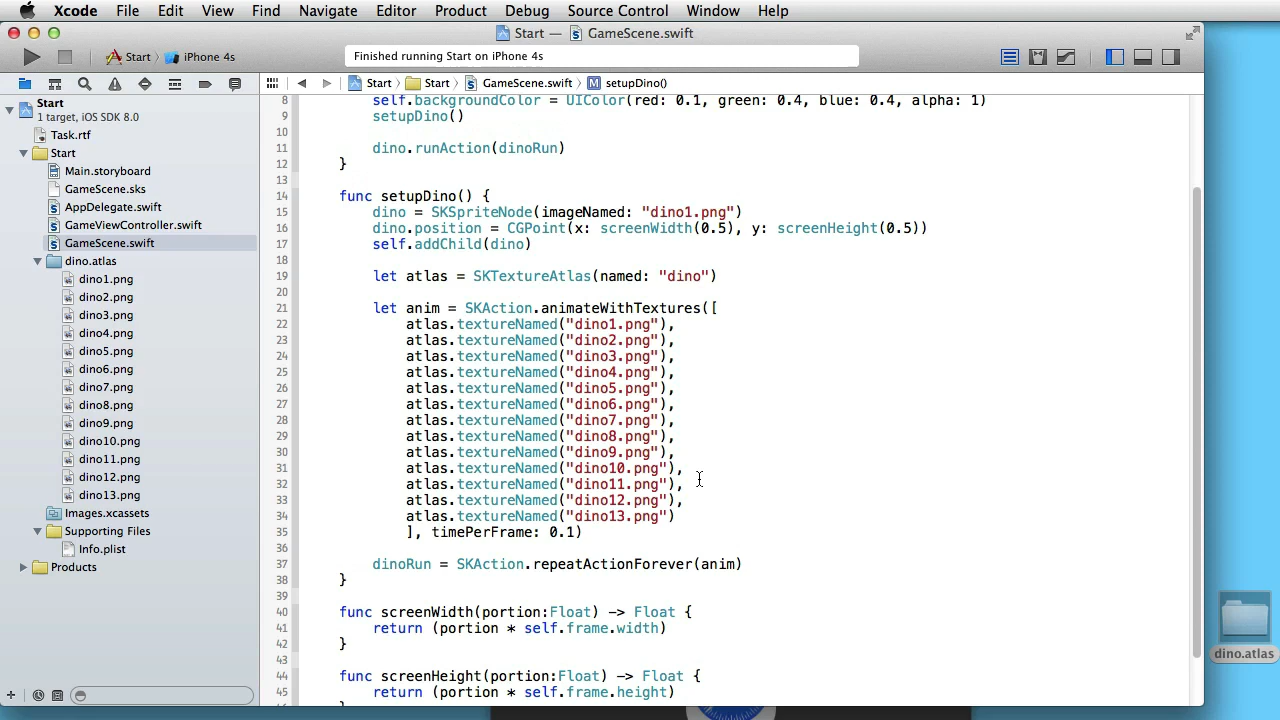 Xcode File Edit View Find Navigate Editor Product Debug Source Control Window Help
Start — GameScene.swift
Start iPhone 4s
Finished running Start on iPhone 4s
Start Start GameScene.swift M setupDino()
Start
1 target, iOS SDK 8.0
Task.rtf
Start
Main.storyboard
GameScene.sks
AppDelegate.swift
GameViewController.swift
GameScene.swift
dino.atlas
dino1.png
dino2.png
dino3.png
dino4.png
dino5.png
dino6.png
dino7.png
dino8.png
dino9.png
dino10.png
dino11.png
dino12.png
dino13.png
Images.xcassets
Supporting Files
Info.plist
Products
8 self.backgroundColor = UIColor(red: 0.1, green: 0.4, blue: 0.4, alpha: 1)
9 setupDino()
10
11 dino.runAction(dinoRun)
12 }
13
14 func setupDino() {
15 dino = SKSpriteNode(imageNamed: "dino1.png")
16 dino.position = CGPoint(x: screenWidth(0.5), y: screenHeight(0.5))
17 self.addChild(dino)
18
19 let atlas = SKTextureAtlas(named: "dino")
20
21 let anim = SKAction.animateWithTextures([
22 atlas.textureNamed("dino1.png"),
23 atlas.textureNamed("dino2.png"),
24 atlas.textureNamed("dino3.png"),
25 atlas.textureNamed("dino4.png"),
26 atlas.textureNamed("dino5.png"),
27 atlas.textureNamed("dino6.png"),
28 atlas.textureNamed("dino7.png"),
29 atlas.textureNamed("dino8.png"),
30 atlas.textureNamed("dino9.png"),
31 atlas.textureNamed("dino10.png"),
32 atlas.textureNamed("dino11.png"),
33 atlas.textureNamed("dino12.png"),
34 atlas.textureNamed("dino13.png")
35 ], timePerFrame: 0.1)
36
37 dinoRun = SKAction.repeatActionForever(anim)
38 }
39
40 func screenWidth(portion:Float) -> Float {
41 return (portion * self.frame.width)
42 }
43
44 func screenHeight(portion:Float) -> Float {
45 return (portion * self.frame.height)
dino.atlas